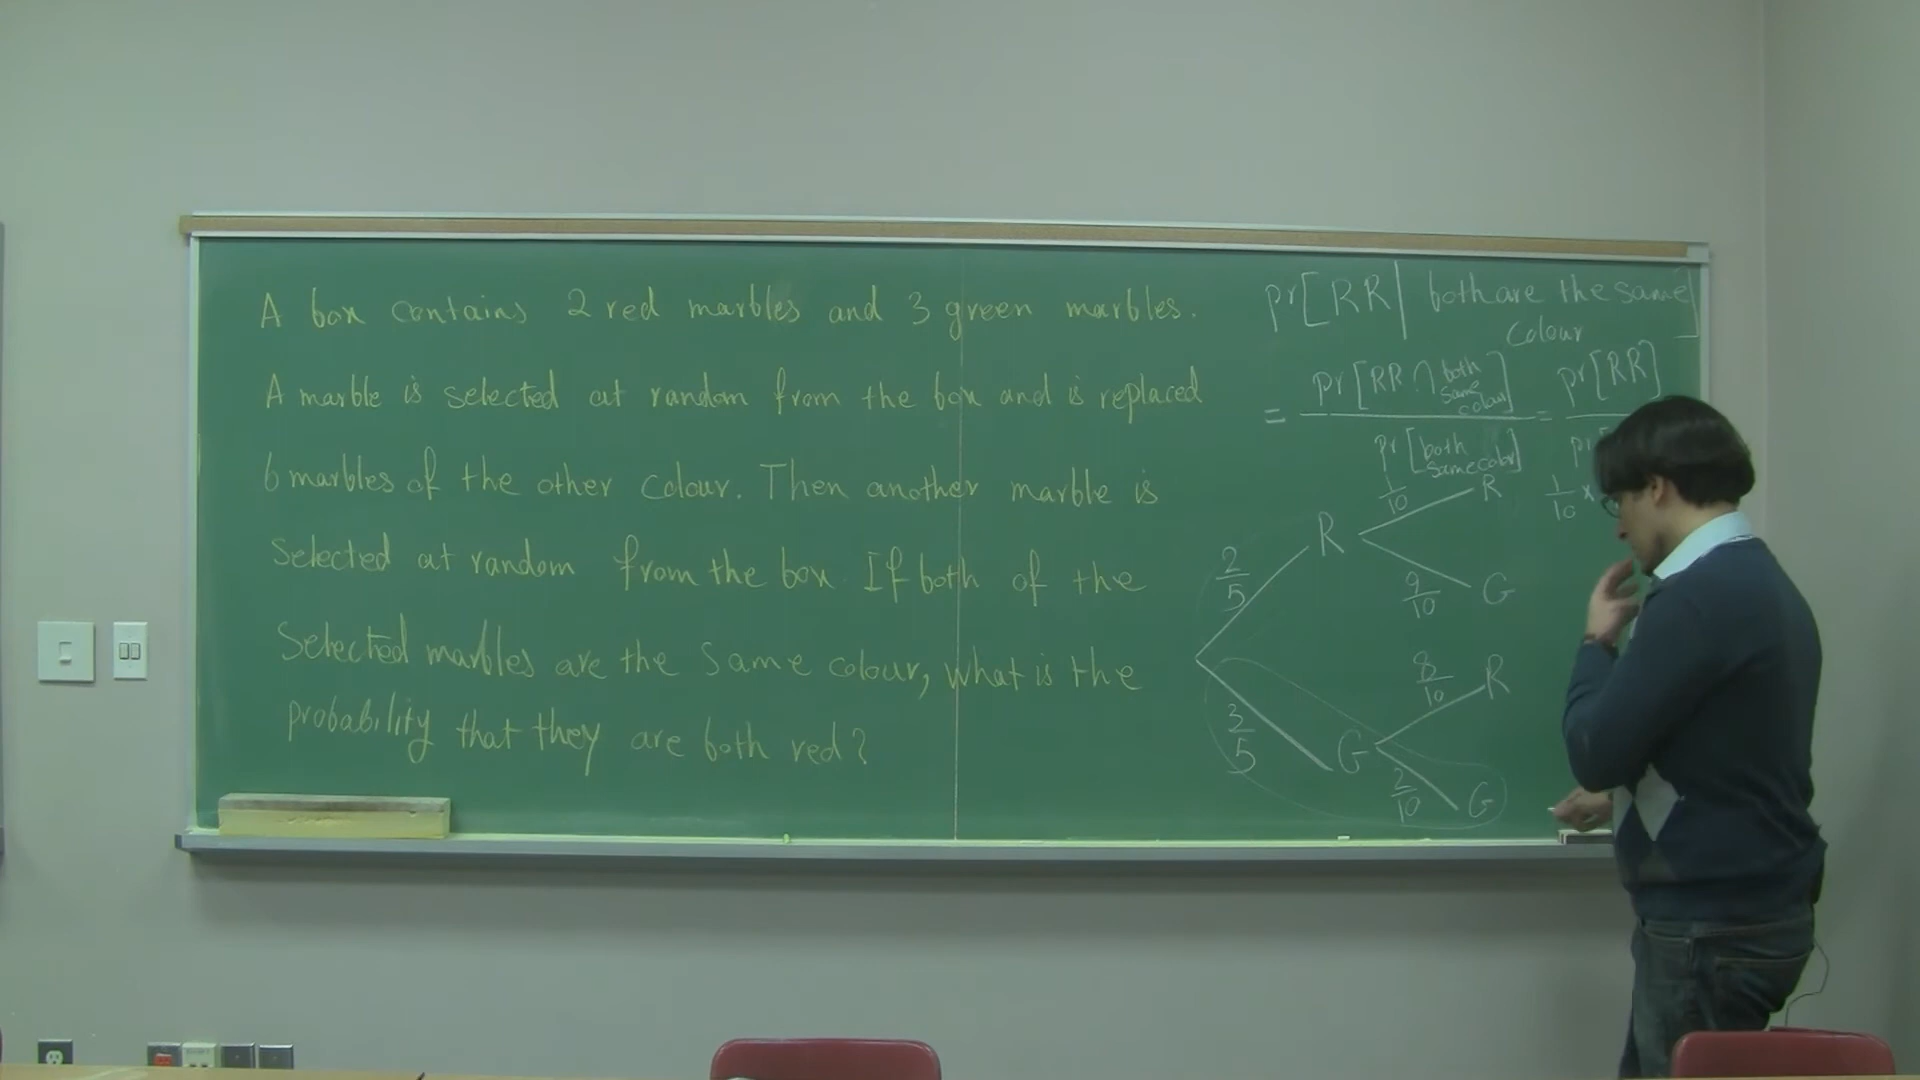 A box contains 2 red marbles and 3 green marbles.
A marble is selected at random from the box and is replaced
6 marbles of the other colour. Then another marble is
selected at random from the box. If both of the
selected marbles are the same colour, what is the
probability that they are both red?
pr[RR| both are the same]
colour
= pr[RR ∩ both same colour] / pr[both same color] = pr[RR]
1/10 R
1/10 ×
2/5 R
9/10 G
8/10 R
3/5 G
2/10 G